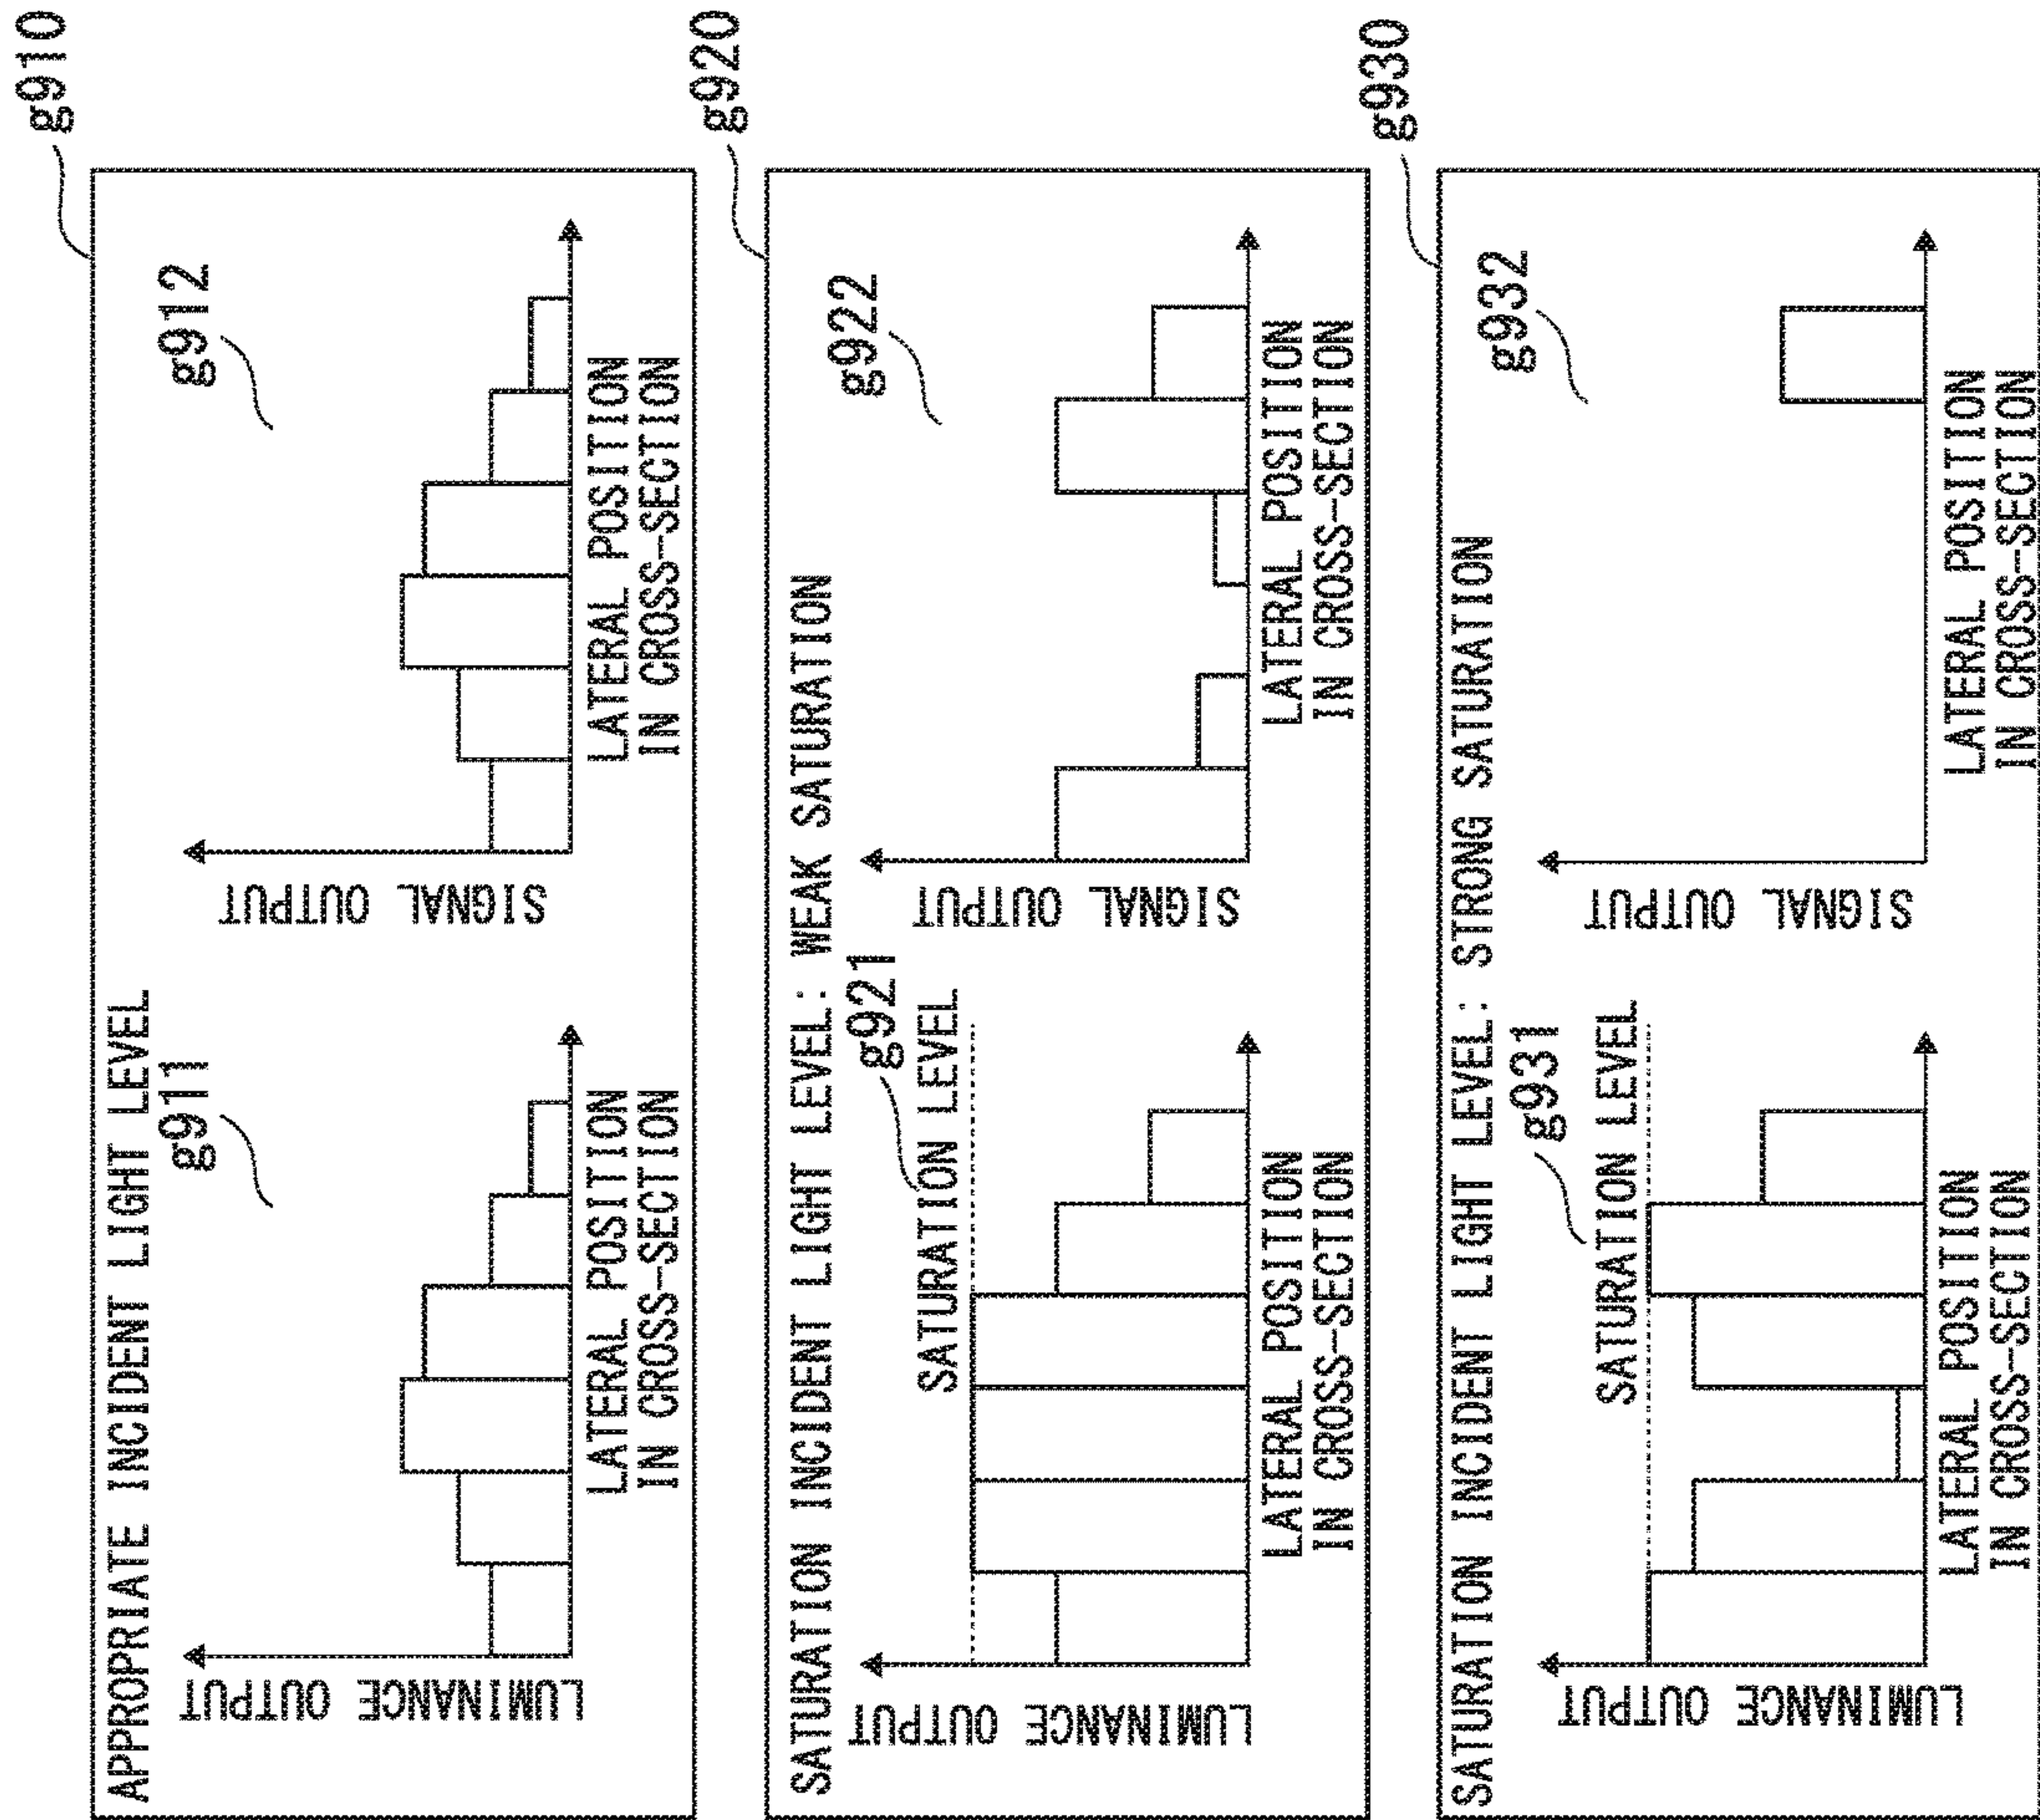 g910
APPROPRIATE INCIDENT LIGHT LEVEL
g911
LUMINANCE OUTPUT
LATERAL POSITION
IN CROSS-SECTION
g912
SIGNAL OUTPUT
LATERAL POSITION
IN CROSS-SECTION
g920
SATURATION INCIDENT LIGHT LEVEL: WEAK SATURATION
g921
SATURATION LEVEL
LUMINANCE OUTPUT
LATERAL POSITION
IN CROSS-SECTION
g922
SIGNAL OUTPUT
LATERAL POSITION
IN CROSS-SECTION
g930
SATURATION INCIDENT LIGHT LEVEL: STRONG SATURATION
g931
SATURATION LEVEL
LUMINANCE OUTPUT
LATERAL POSITION
IN CROSS-SECTION
g932
SIGNAL OUTPUT
LATERAL POSITION
IN CROSS-SECTION